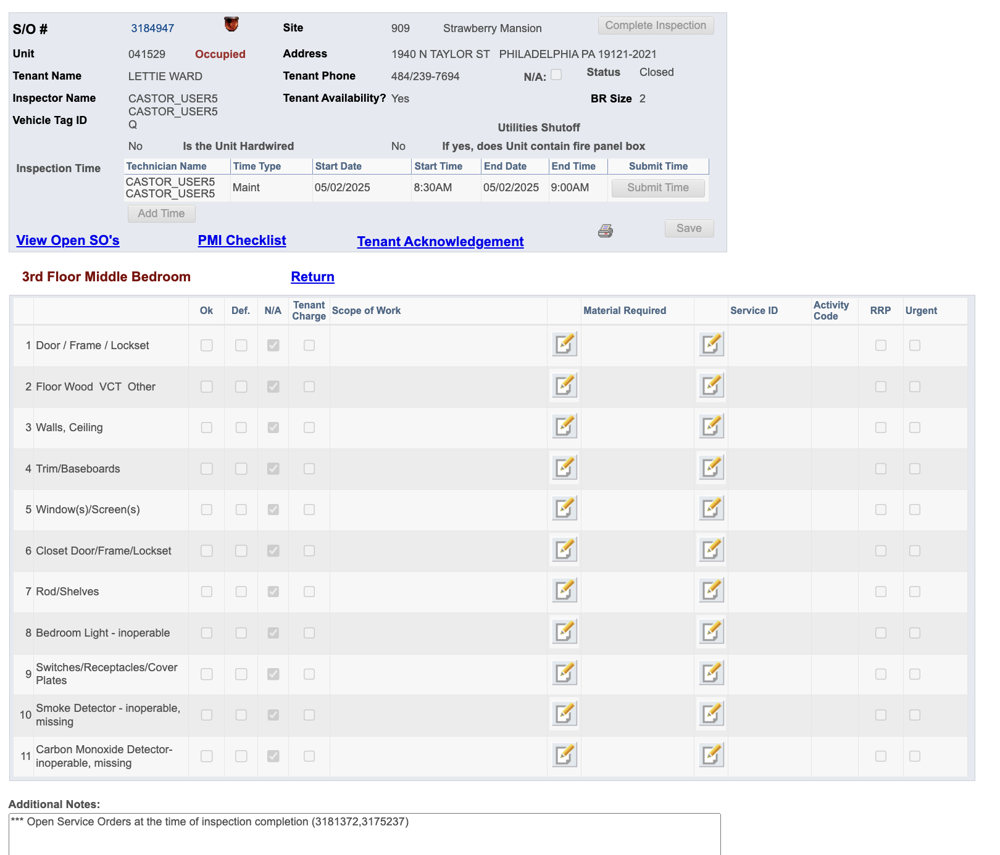 S/O # 3184947 Site 909 Strawberry Mansion Complete Inspection
Unit 041529 Occupied Address 1940 N TAYLOR ST PHILADELPHIA PA 19121-2021
Tenant Name LETTIE WARD Tenant Phone 484/239-7694 N/A: Status Closed
Inspector Name CASTOR_USER5 CASTOR_USER5 Tenant Availability? Yes BR Size 2
Vehicle Tag ID Q
Utilities Shutoff
No Is the Unit Hardwired No If yes, does Unit contain fire panel box
Inspection Time
Technician Name Time Type Start Date Start Time End Date End Time Submit Time
CASTOR_USER5 CASTOR_USER5 Maint 05/02/2025 8:30AM 05/02/2025 9:00AM Submit Time
Add Time
Save
View Open SO's PMI Checklist Tenant Acknowledgement
3rd Floor Middle Bedroom Return
Ok Def. N/A Tenant Charge Scope of Work Material Required Service ID Activity Code RRP Urgent
1 Door / Frame / Lockset
2 Floor Wood VCT Other
3 Walls, Ceiling
4 Trim/Baseboards
5 Window(s)/Screen(s)
6 Closet Door/Frame/Lockset
7 Rod/Shelves
8 Bedroom Light - inoperable
9 Switches/Receptacles/Cover Plates
10 Smoke Detector - inoperable, missing
11 Carbon Monoxide Detector- inoperable, missing
Additional Notes:
*** Open Service Orders at the time of inspection completion (3181372,3175237)